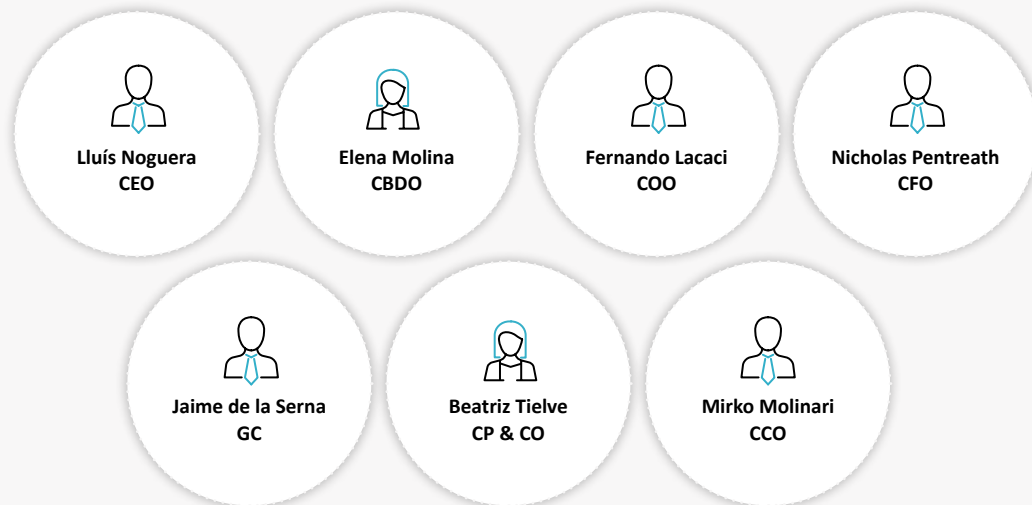 Lluís Noguera
CEO
Elena Molina
CBDO
Fernando Lacaci
COO
Nicholas Pentreath
CFO
Jaime de la Serna
GC
Beatriz Tielve
CP & CO
Mirko Molinari
CCO